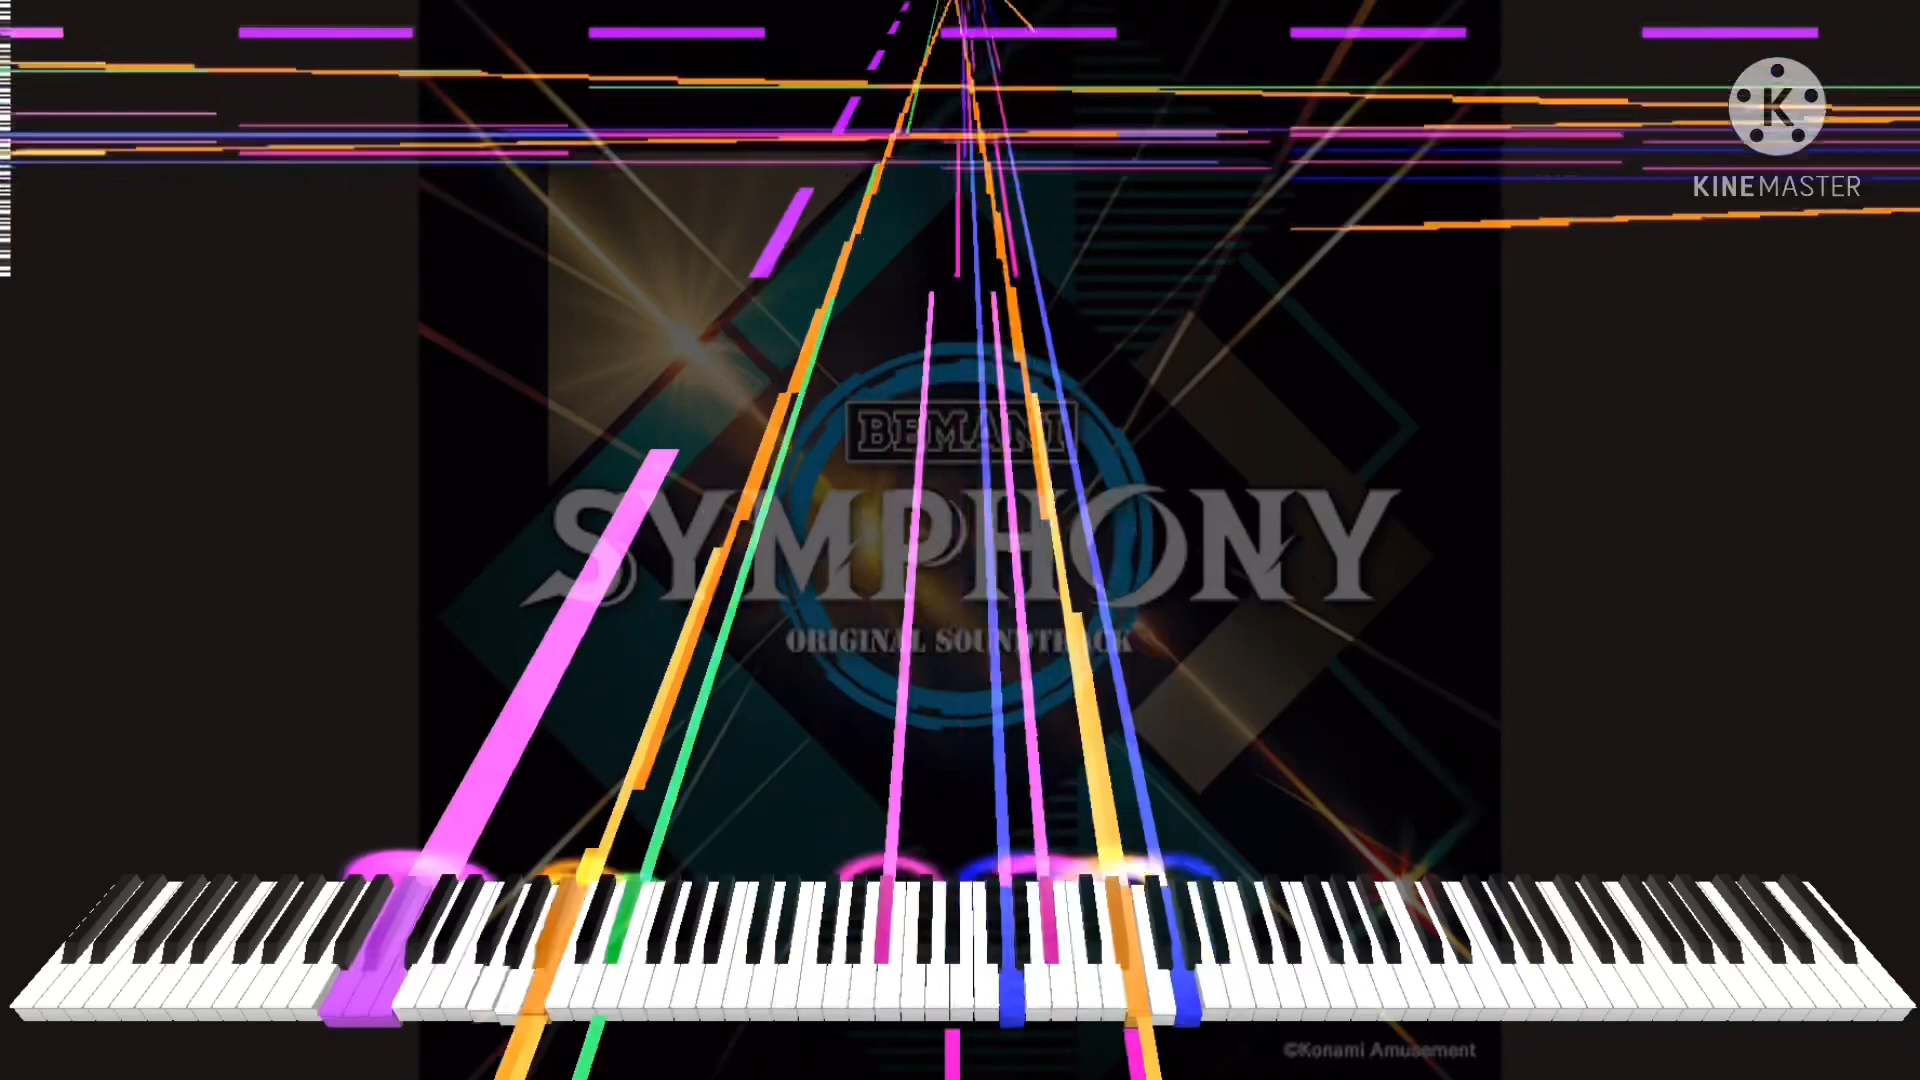 K
KINEMASTER
BEMANI
SYMPHONY
ORIGINAL SOUNDTRACK
©Konami Amusement